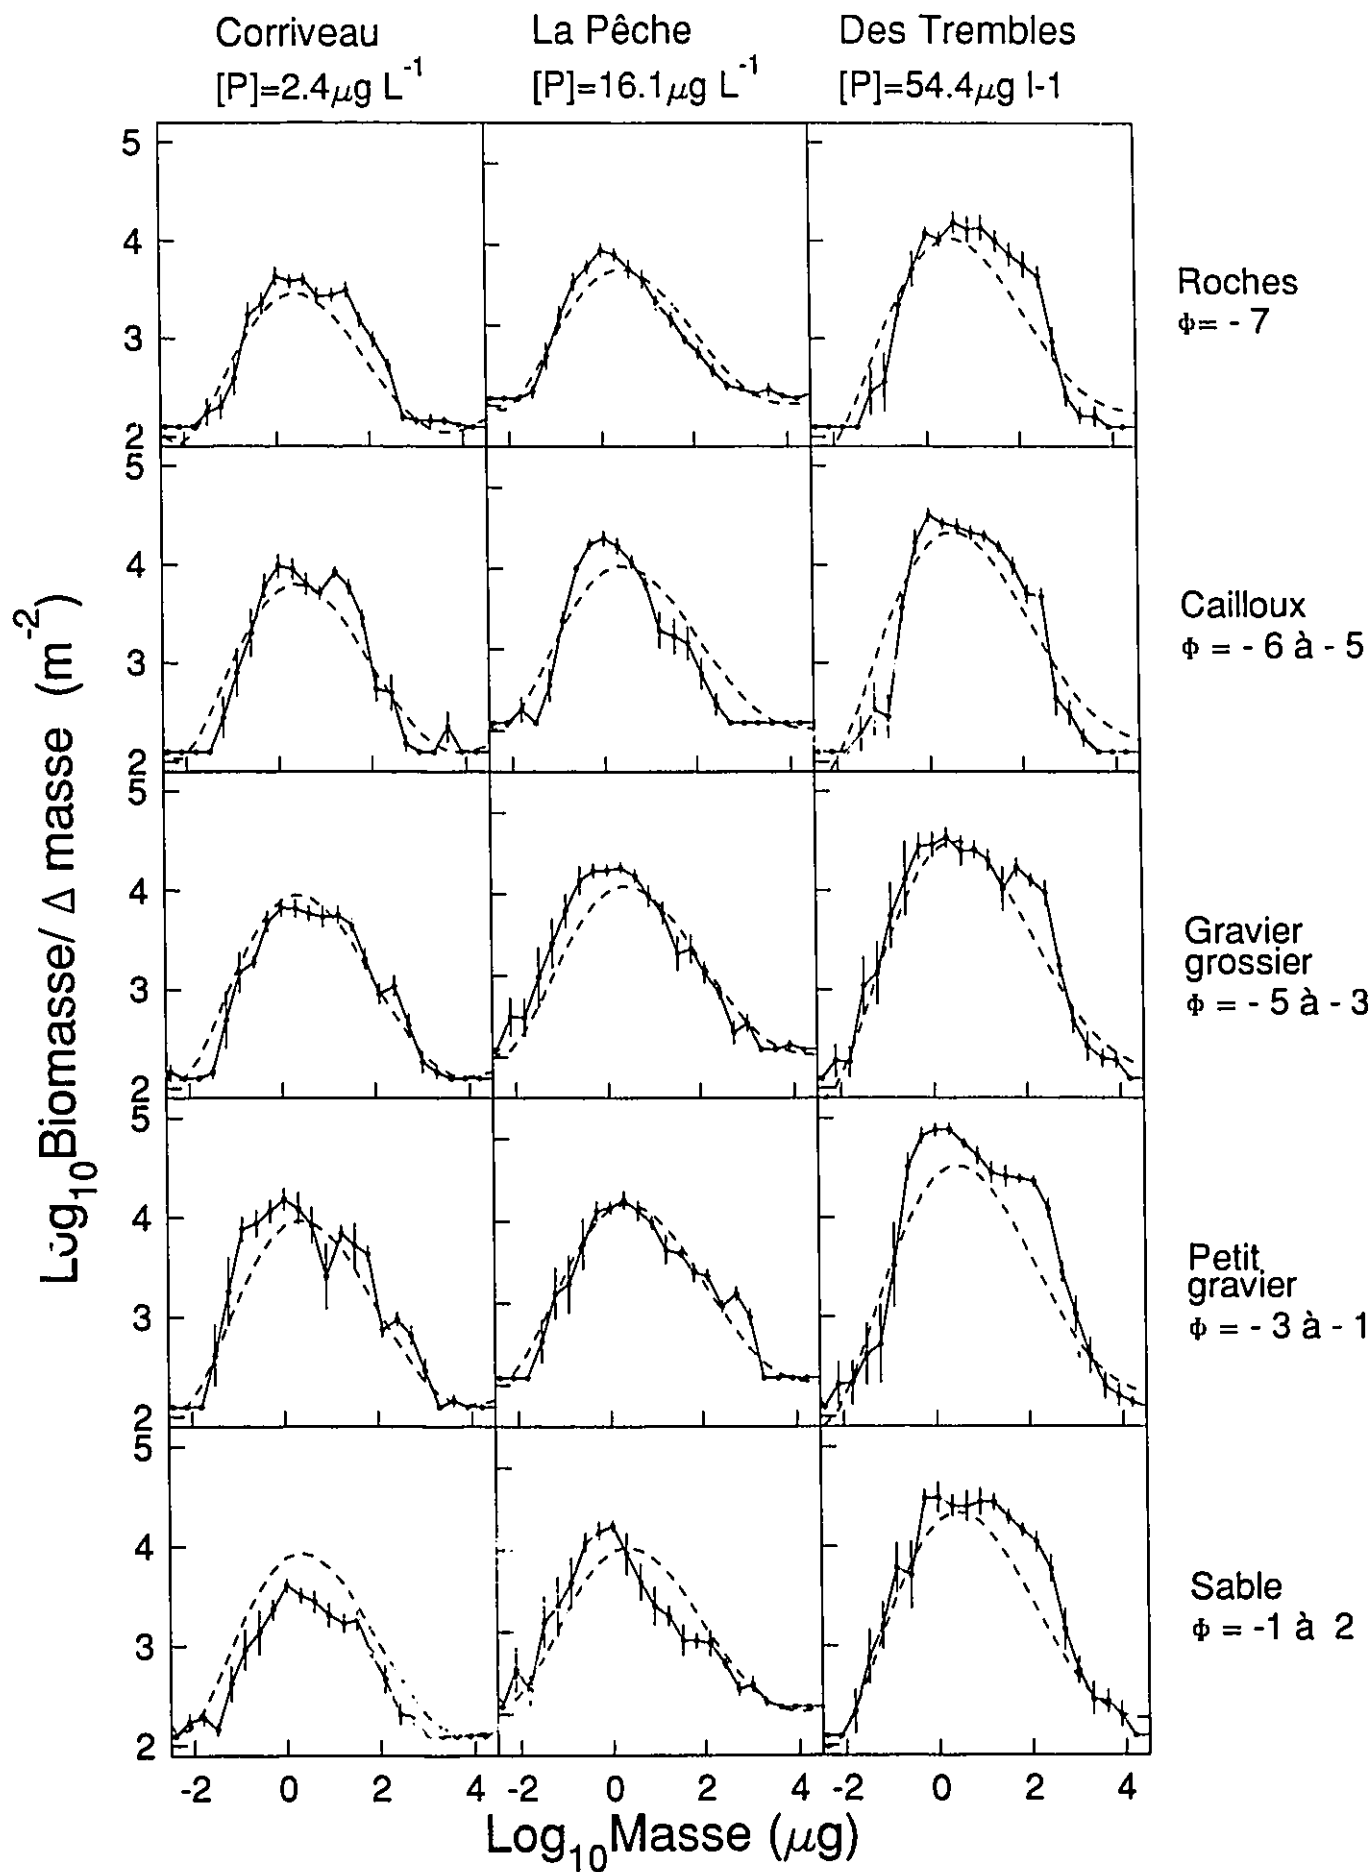 Corriveau
[P]=2.4μg L⁻¹
La Pêche
[P]=16.1μg L⁻¹
Des Trembles
[P]=54.4μg l-1
5
4
3
2
Roches
Φ= - 7
5
4
3
2
Cailloux
Φ = - 6 à - 5
5
4
3
2
Gravier
grossier
Φ = - 5 à - 3
5
4
3
2
Petit
gravier
Φ = - 3 à - 1
5
4
3
2
Sable
Φ = -1 à 2
Log₁₀Biomasse/ Δ masse (m⁻²)
-2 0 2 4 -2 0 2 4 -2 0 2 4
Log₁₀Masse (μg)